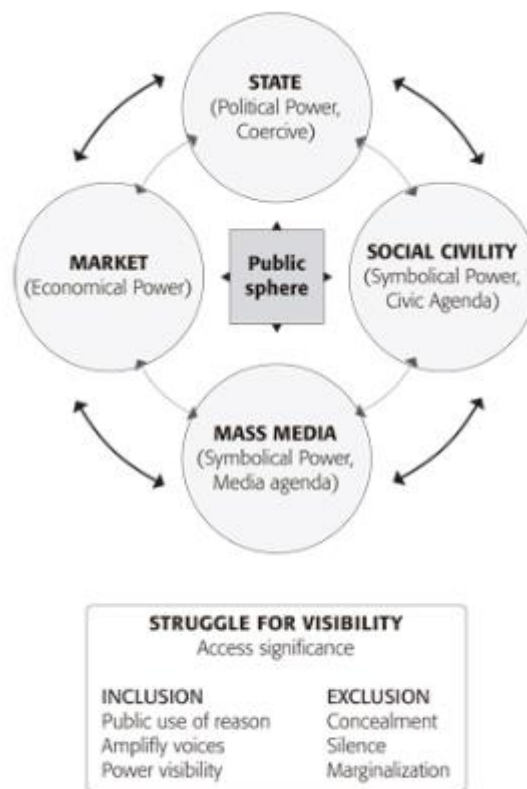 STATE
(Political Power,
Coercive)
MARKET
(Economical Power)
Public
sphere
SOCIAL CIVILITY
(Symbolical Power,
Civic Agenda)
MASS MEDIA
(Symbolical Power,
Media agenda)
STRUGGLE FOR VISIBILITY
Access significance
INCLUSION
Public use of reason
Amplifly voices
Power visibility
EXCLUSION
Concealment
Silence
Marginalization